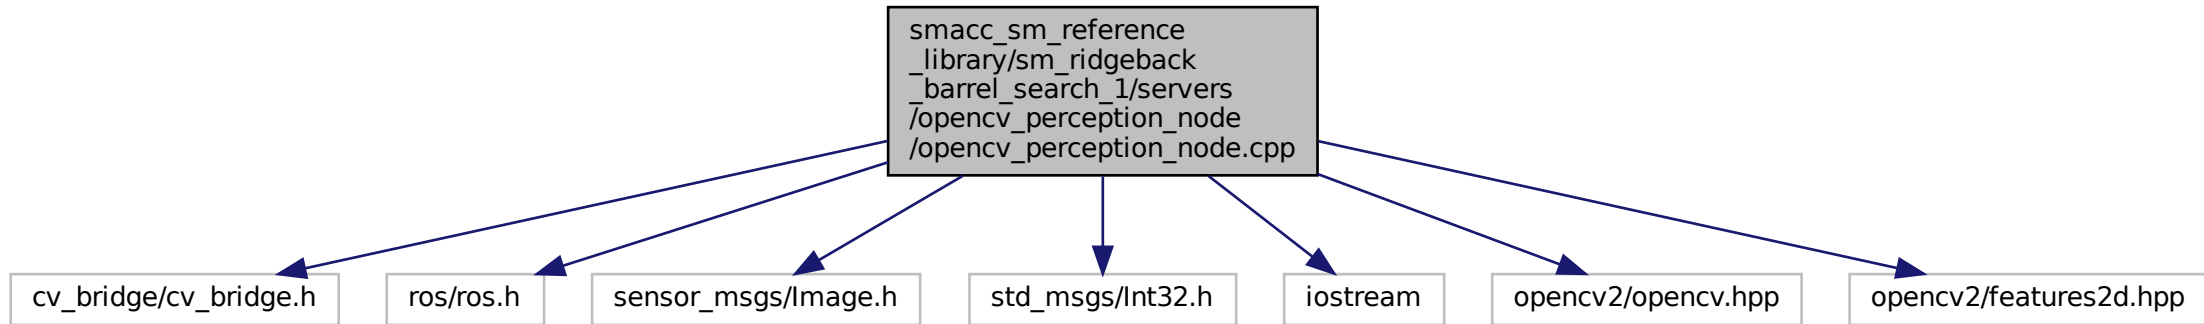 smacc_sm_reference
_library/sm_ridgeback
_barrel_search_1/servers
/opencv_perception_node
/opencv_perception_node.cpp
cv_bridge/cv_bridge.h
ros/ros.h
sensor_msgs/Image.h
std_msgs/Int32.h
iostream
opencv2/opencv.hpp
opencv2/features2d.hpp